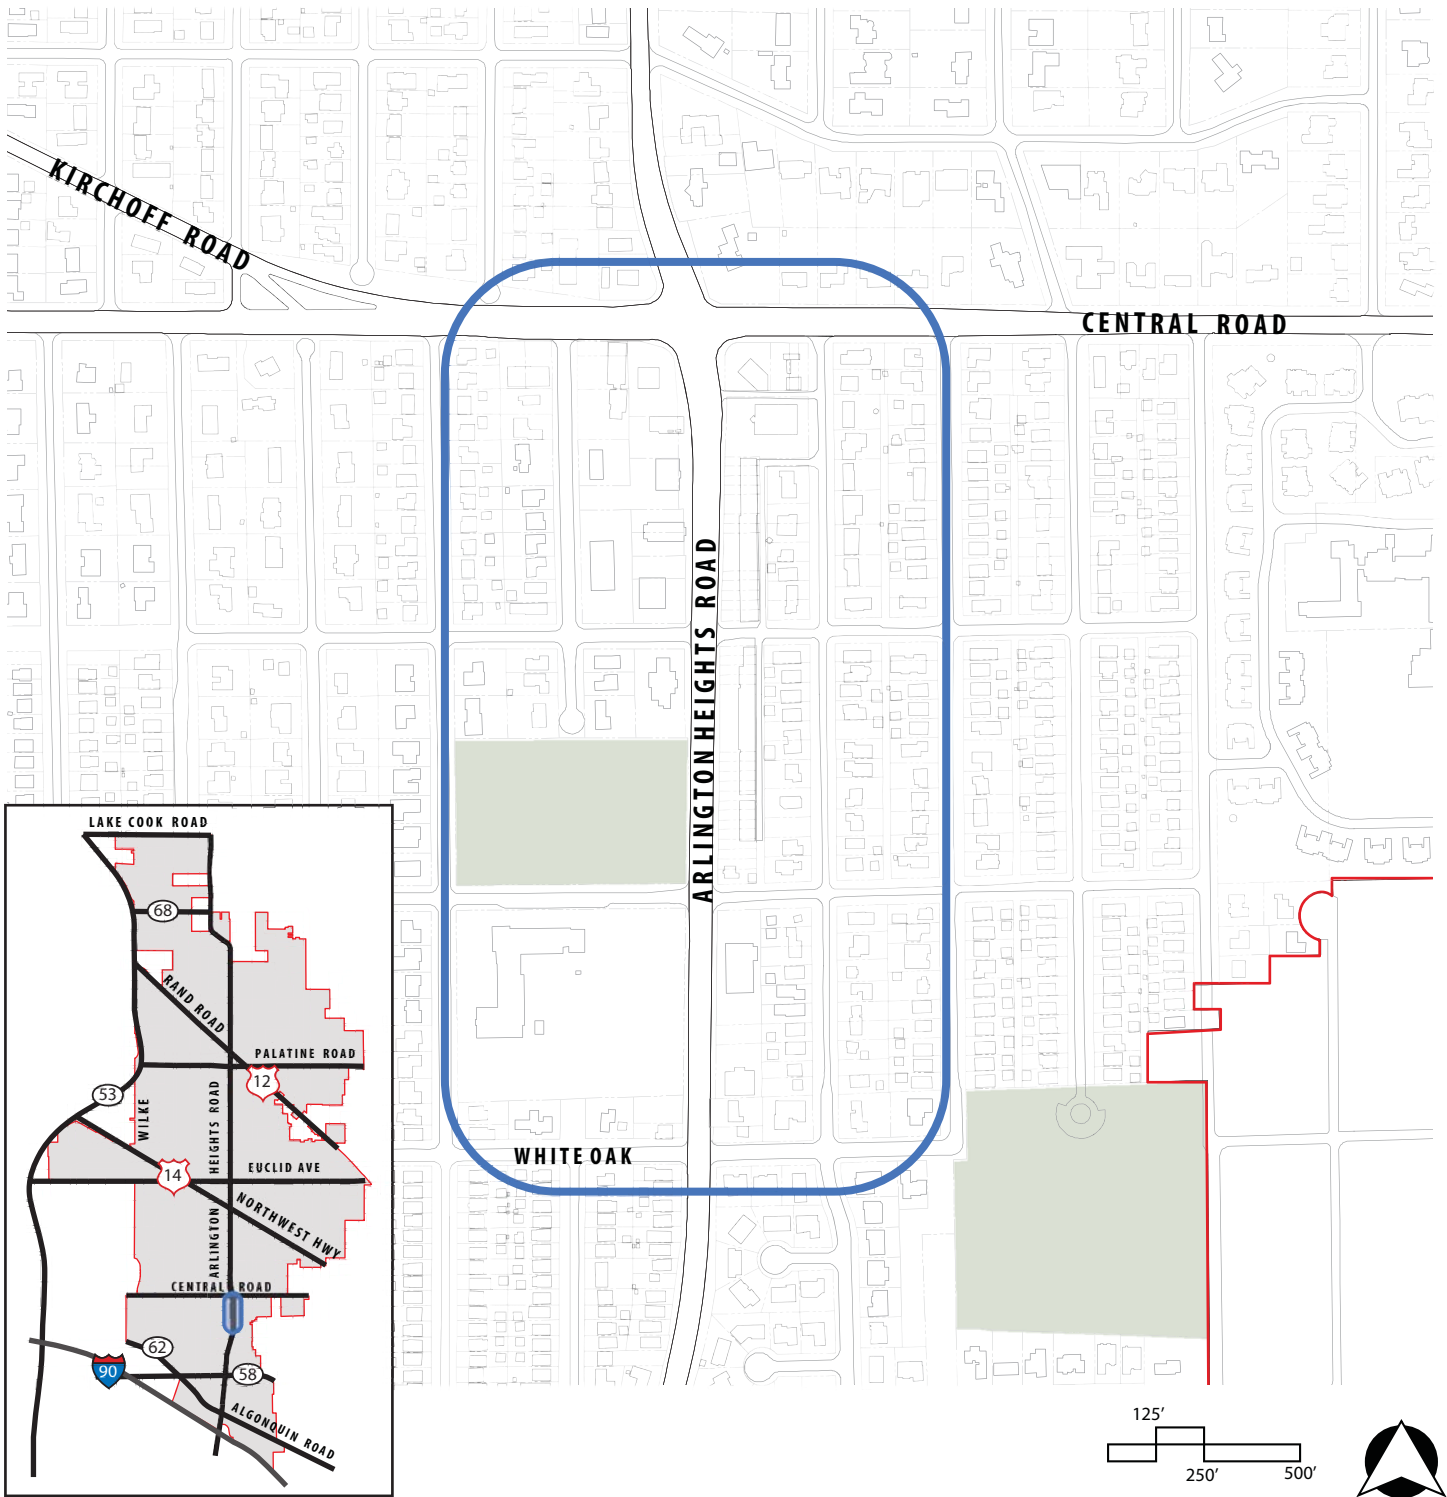 KIRCHOFF ROAD
CENTRAL ROAD
ARLINGTON HEIGHTS ROAD
WHITE OAK
LAKE COOK ROAD
68
RAND ROAD
PALATINE ROAD
12
53
WILKE
ARLINGTON HEIGHTS ROAD
14
EUCLID AVE
NORTHWEST HWY
CENTRAL ROAD
62
90
58
ALGONQUIN ROAD
125’
250’
500’